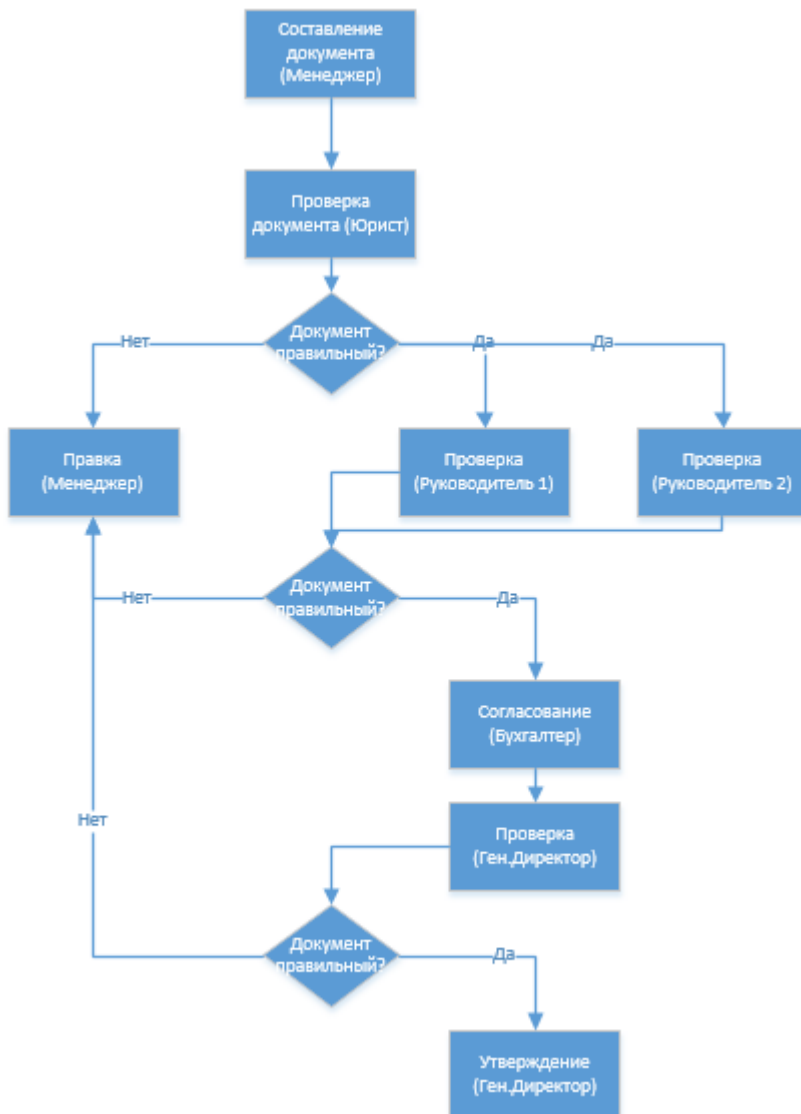 Составление
документа
(Менеджер)
Проверка
документа (Юрист)
Документ
правильный?
Нет
Да
Да
Правка
(Менеджер)
Проверка
(Руководитель 1)
Проверка
(Руководитель 2)
Документ
правильный?
Нет
Да
Согласование
(Бухгалтер)
Нет
Проверка
(Ген.Директор)
Документ
правильный?
Да
Утверждение
(Ген.Директор)